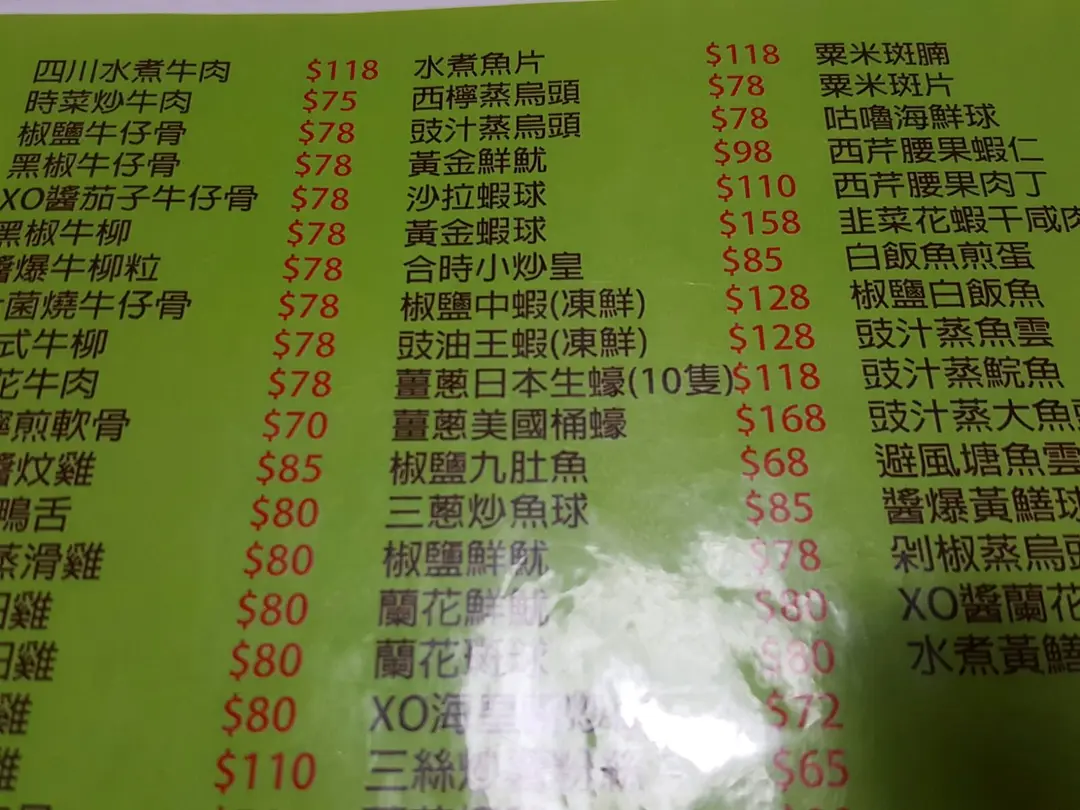 四川水煮牛肉 $118
時菜炒牛肉 $75
椒鹽牛仔骨 $78
黑椒牛仔骨 $78
XO醬茄子牛仔骨 $78
黑椒牛柳 $78
醬爆牛柳粒 $78
菌燒牛仔骨 $78
式牛柳 $78
花牛肉 $78
檸煎軟骨 $70
醬炆雞 $85
鴨舌 $80
蒸滑雞 $80
田雞 $80
田雞 $80
雞 $80
雞 $110
水煮魚片 $118
西檸蒸烏頭 $78
豉汁蒸烏頭 $78
黃金鮮魷 $98
沙拉蝦球 $110
黃金蝦球 $158
合時小炒皇 $85
椒鹽中蝦(凍鮮) $128
豉油王蝦(凍鮮) $128
薑蔥日本生蠔(10隻) $118
薑蔥美國桶蠔 $168
椒鹽九肚魚 $68
三蔥炒魚球 $85
椒鹽鮮魷 $78
蘭花鮮魷 $80
蘭花斑球 $80
XO海皇 $72
三絲炒 $65
粟米斑腩
粟米斑片
咕嚕海鮮球
西芹腰果蝦仁
西芹腰果肉丁
韭菜花蝦干咸肉
白飯魚煎蛋
椒鹽白飯魚
豉汁蒸魚雲
豉汁蒸鯇魚
豉汁蒸大魚頭
避風塘魚雲
醬爆黃鱔球
剁椒蒸烏頭
XO醬蘭花
水煮黃鱔